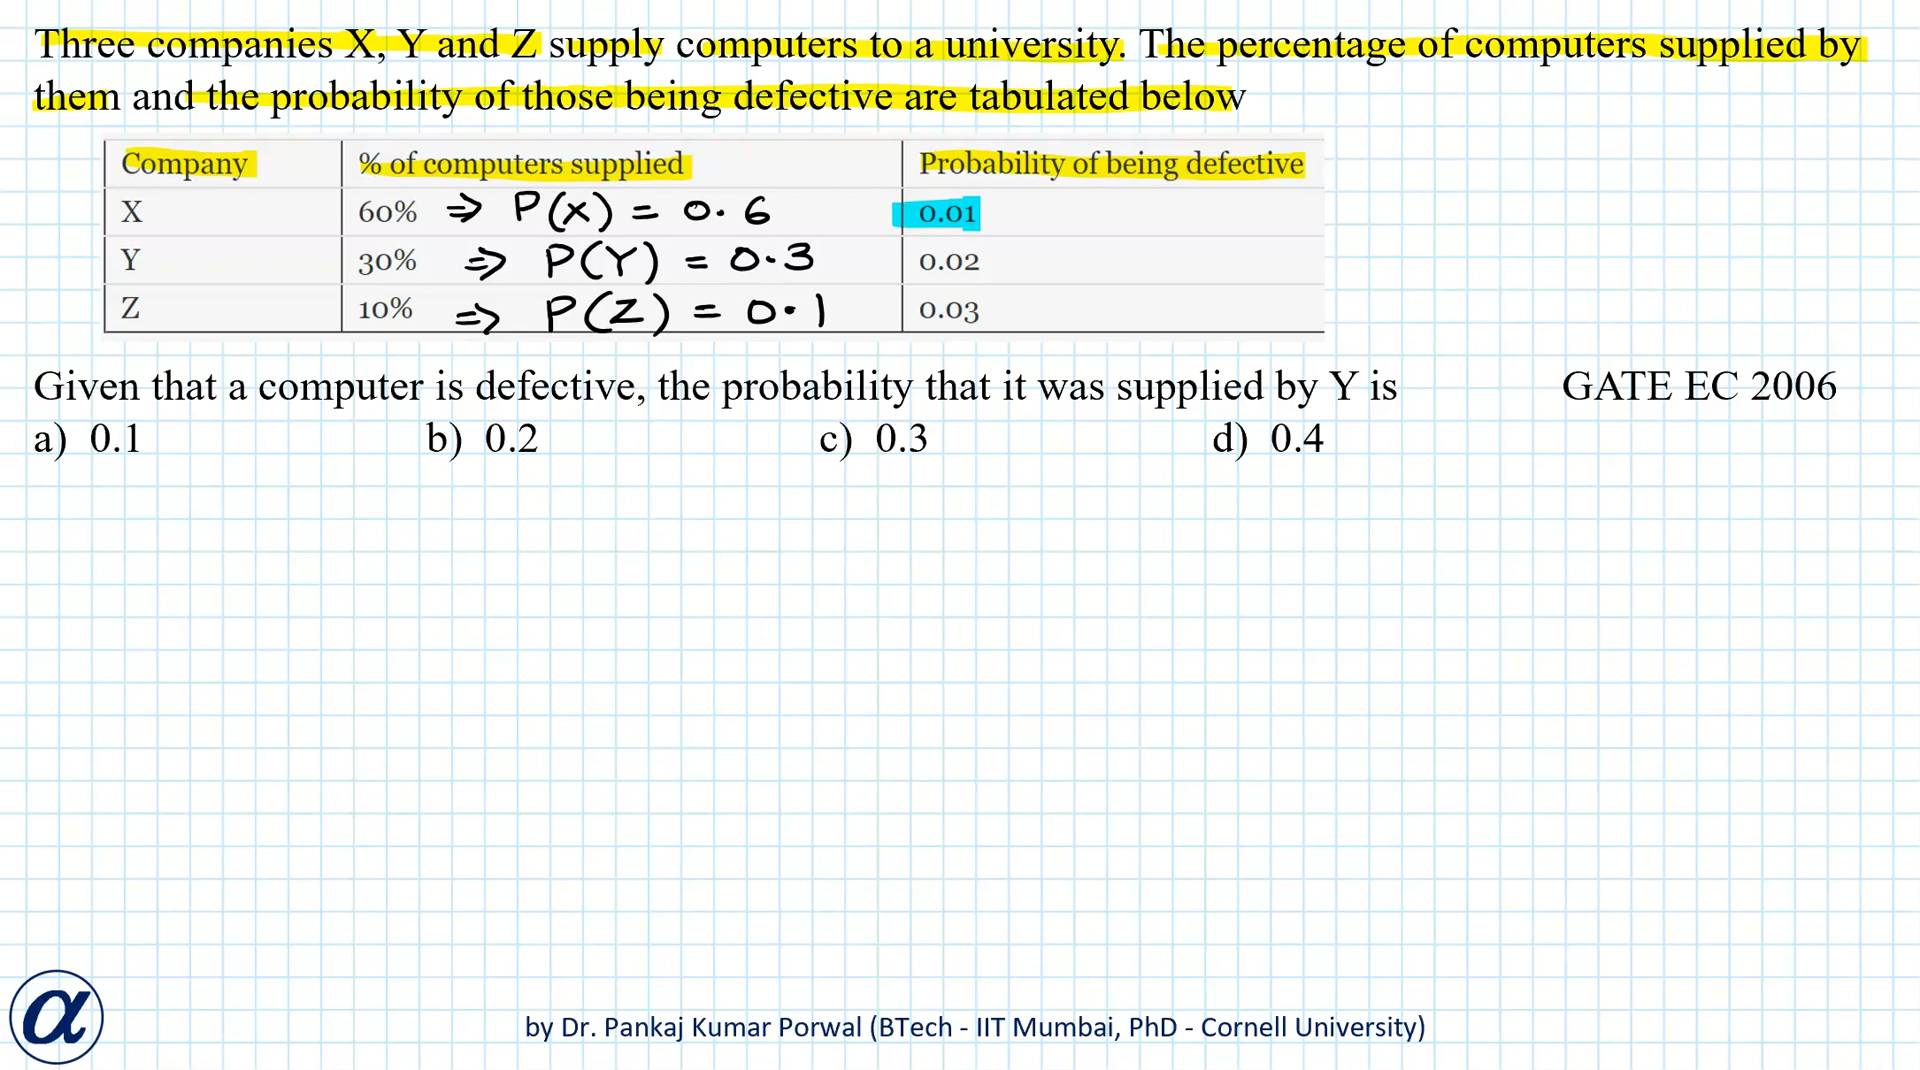 Three companies X, Y and Z supply computers to a university. The percentage of computers supplied by
them and the probability of those being defective are tabulated below
Company % of computers supplied Probability of being defective
X 60% ⇒ P(X) = 0.6 0.01
Y 30% ⇒ P(Y) = 0.3 0.02
Z 10% ⇒ P(Z) = 0.1 0.03
Given that a computer is defective, the probability that it was supplied by Y is GATE EC 2006
a) 0.1 b) 0.2 c) 0.3 d) 0.4
α
by Dr. Pankaj Kumar Porwal (BTech - IIT Mumbai, PhD - Cornell University)